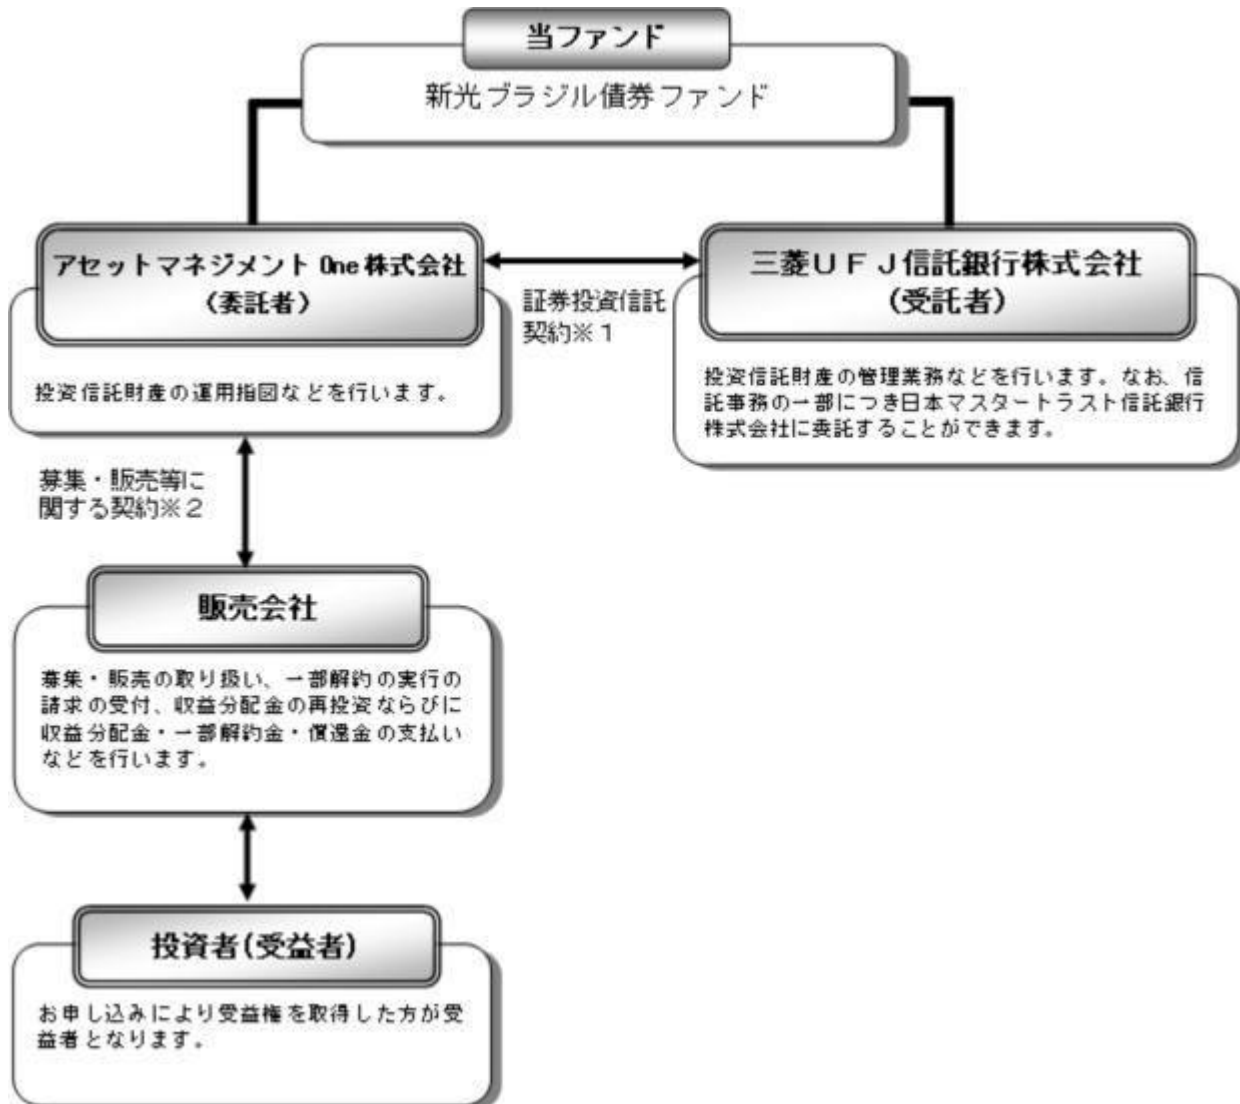 当ファンド
新光ブラジル債券ファンド
アセットマネジメント One 株式会社
（委託者）
投資信託財産の運用指図などを行います。
証券投資信託
契約※１
三菱ＵＦＪ信託銀行株式会社
（受託者）
投資信託財産の管理業務などを行います。なお、信
託事務の一部につき日本マスタートラスト信託銀行
株式会社に委託することができます。
募集・販売等に
関する契約※２
販売会社
募集・販売の取り扱い、一部解約の実行の
請求の受付、収益分配金の再投資ならびに
収益分配金・一部解約金・償還金の支払い
などを行います。
投資者(受益者)
お申し込みにより受益権を取得した方が受
益者となります。